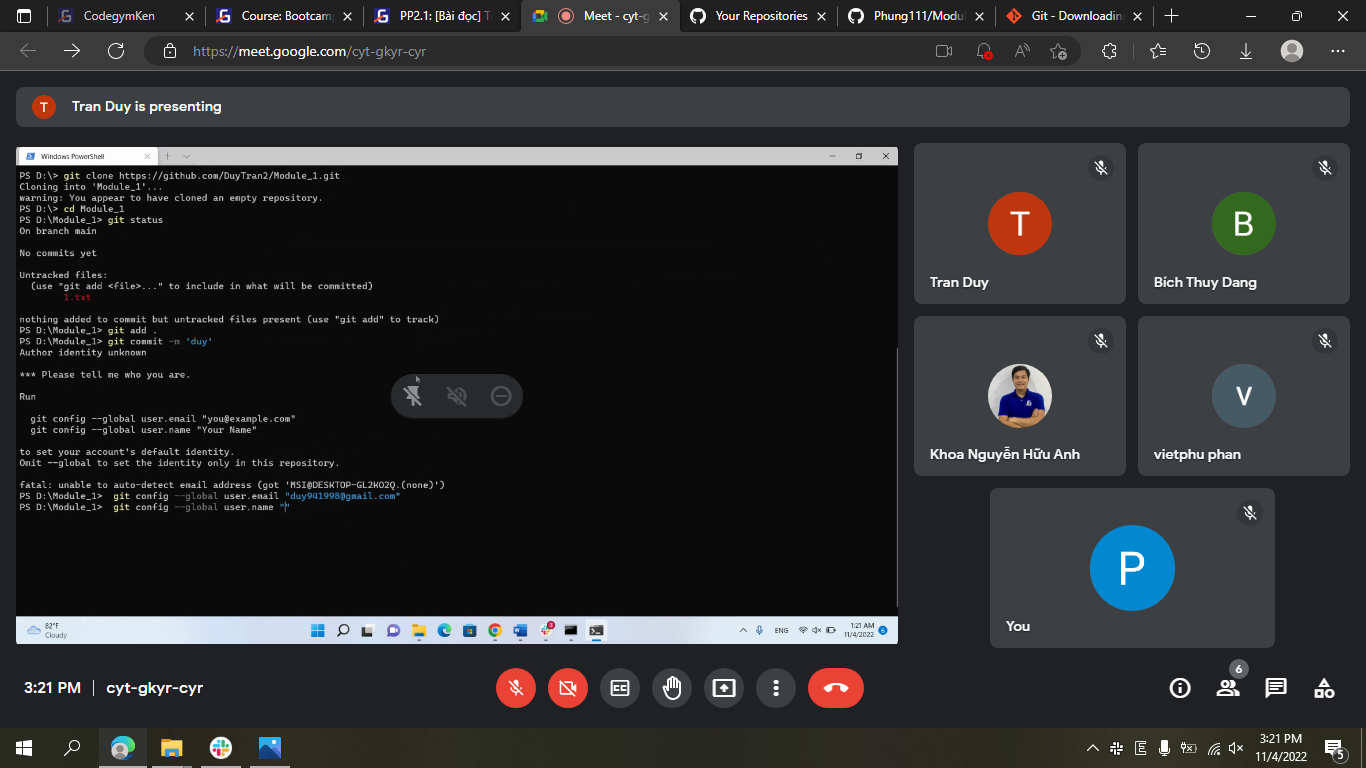 CodegymKen
Course: Bootcam
PP2.1: [Bài đọc] T
Meet - cyt-g
Your Repositories
Phung111/Modu
Git - Downloadin
https://meet.google.com/cyt-gkyr-cyr
T
Tran Duy is presenting
Windows PowerShell
PS D:\> git clone https://github.com/DuyTran2/Module_1.git
Cloning into 'Module_1'...
warning: You appear to have cloned an empty repository.
PS D:\> cd Module_1
PS D:\Module_1> git status
On branch main
No commits yet
Untracked files:
(use "git add <file>..." to include in what will be committed)
1.txt
nothing added to commit but untracked files present (use "git add" to track)
PS D:\Module_1> git add .
PS D:\Module_1> git commit -m 'duy'
Author identity unknown
*** Please tell me who you are.
Run
git config --global user.email "you@example.com"
git config --global user.name "Your Name"
to set your account's default identity.
Omit --global to set the identity only in this repository.
fatal: unable to auto-detect email address (got 'MSI@DESKTOP-GL2KO2Q.(none)')
PS D:\Module_1>  git config --global user.email "duy941998@gmail.com"
PS D:\Module_1>  git config --global user.name ""
82°F
Cloudy
3
ENG
1:21 AM
11/4/2022
6
T
Tran Duy
B
Bích Thuy Dang
Khoa Nguyễn Hữu Anh
V
vietphu phan
P
You
3:21 PM | cyt-gkyr-cyr
6
3:21 PM
11/4/2022
5